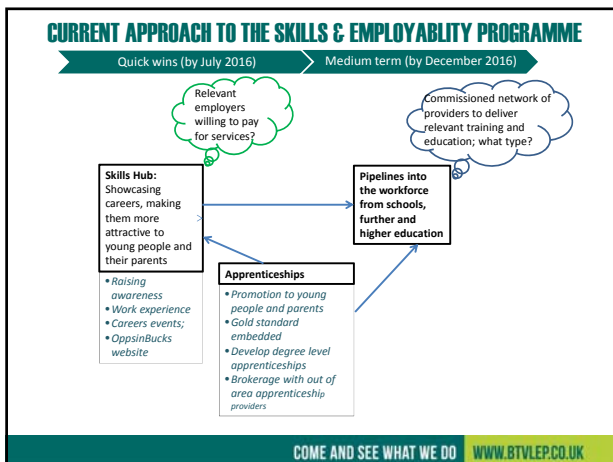 CURRENT APPROACH TO THE SKILLS & EMPLOYABLITY PROGRAMME
Quick wins (by July 2016)
Medium term (by December 2016)
Relevant
employers
willing to pay
for services?
Commissioned network of
providers to deliver
relevant training and
education; what type?
Skills Hub:
Showcasing
careers, making
them more
attractive to
young people and
their parents
• Raising
awareness
• Work experience
• Careers events;
• OppsinBucks
website
Pipelines into
the workforce
from schools,
further and
higher education
Apprenticeships
• Promotion to young
people and parents
• Gold standard
embedded
• Develop degree level
apprenticeships
• Brokerage with out of
area apprenticeship
providers
COME AND SEE WHAT WE DO
WWW.BTVLEP.CO.UK